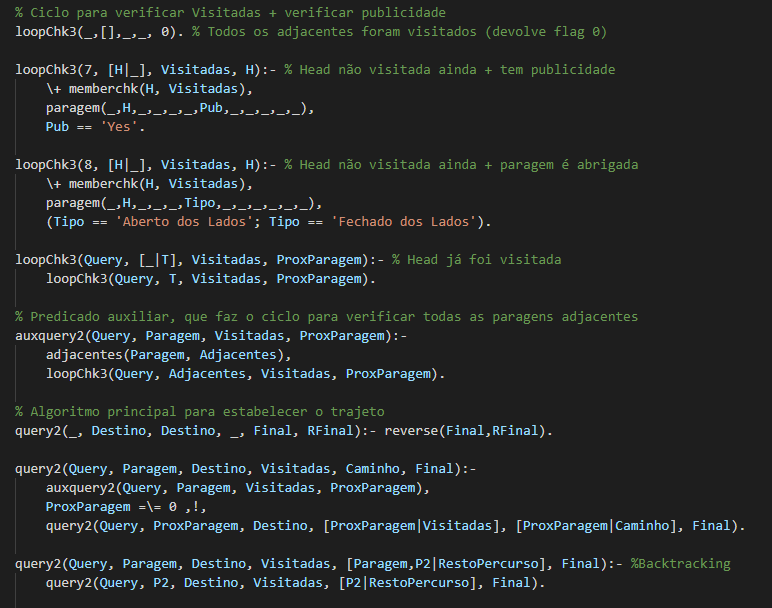 % Ciclo para verificar Visitadas + verificar publicidade
loopChk3(_,[],_,_, 0). % Todos os adjacentes foram visitados (devolve flag 0)

loopChk3(7, [H|_], Visitadas, H):- % Head não visitada ainda + tem publicidade
    \+ memberchk(H, Visitadas),
    paragem(_,H,_,_,_,_,Pub,_,_,_,_,_),
    Pub == 'Yes'.

loopChk3(8, [H|_], Visitadas, H):- % Head não visitada ainda + paragem é abrigada
    \+ memberchk(H, Visitadas),
    paragem(_,H,_,_,_,Tipo,_,_,_,_,_,_),
    (Tipo == 'Aberto dos Lados'; Tipo == 'Fechado dos Lados').

loopChk3(Query, [_|T], Visitadas, ProxParagem):- % Head já foi visitada
    loopChk3(Query, T, Visitadas, ProxParagem).

% Predicado auxiliar, que faz o ciclo para verificar todas as paragens adjacentes
auxquery2(Query, Paragem, Visitadas, ProxParagem):-
    adjacentes(Paragem, Adjacentes),
    loopChk3(Query, Adjacentes, Visitadas, ProxParagem).

% Algoritmo principal para estabelecer o trajeto
query2(_, Destino, Destino, _, Final, RFinal):- reverse(Final,RFinal).

query2(Query, Paragem, Destino, Visitadas, Caminho, Final):-
    auxquery2(Query, Paragem, Visitadas, ProxParagem),
    ProxParagem =\= 0 ,!,
    query2(Query, ProxParagem, Destino, [ProxParagem|Visitadas], [ProxParagem|Caminho], Final).

query2(Query, Paragem, Destino, Visitadas, [Paragem,P2|RestoPercurso], Final):- %Backtracking
    query2(Query, P2, Destino, Visitadas, [P2|RestoPercurso], Final).